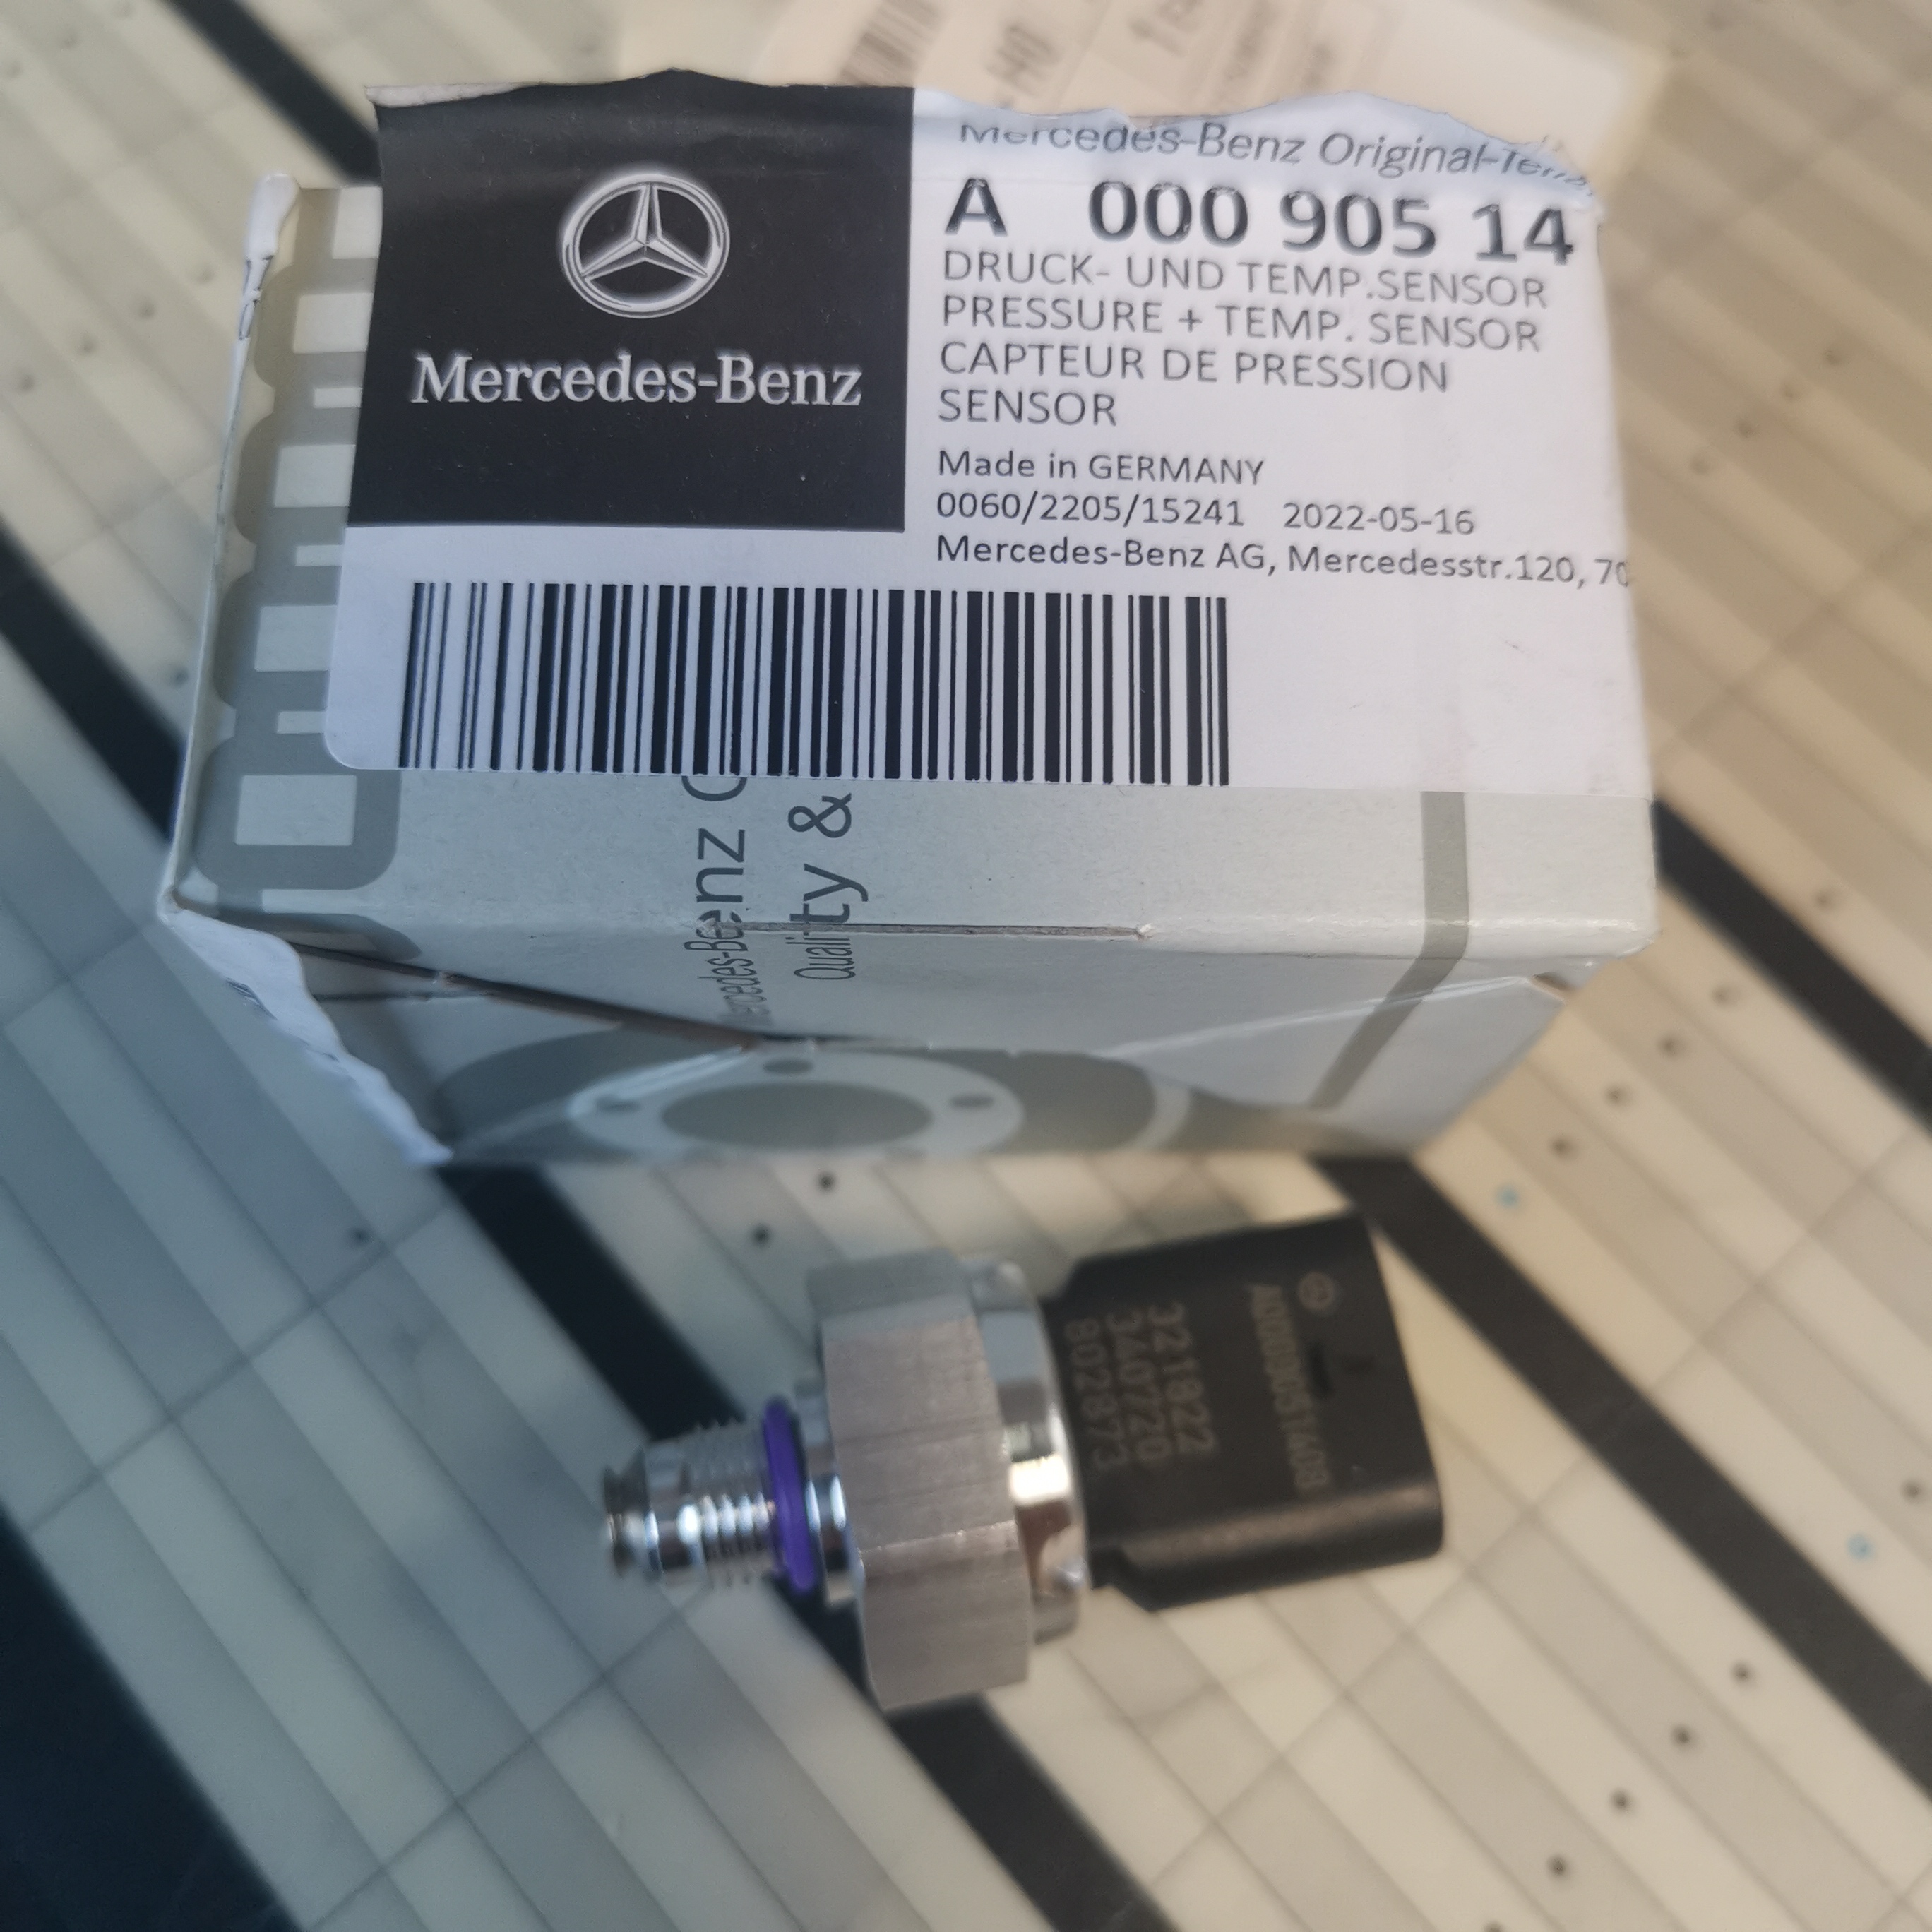 Mercedes-Benz
Mercedes-Benz Original-Teile
A 000 905 14
DRUCK- UND TEMP.SENSOR
PRESSURE + TEMP. SENSOR
CAPTEUR DE PRESSION
SENSOR
Made in GERMANY
0060/2205/15241 2022-05-16
Mercedes-Benz AG, Mercedesstr.120, 70
Mercedes-Benz
Quality &
321822
3407720
802873